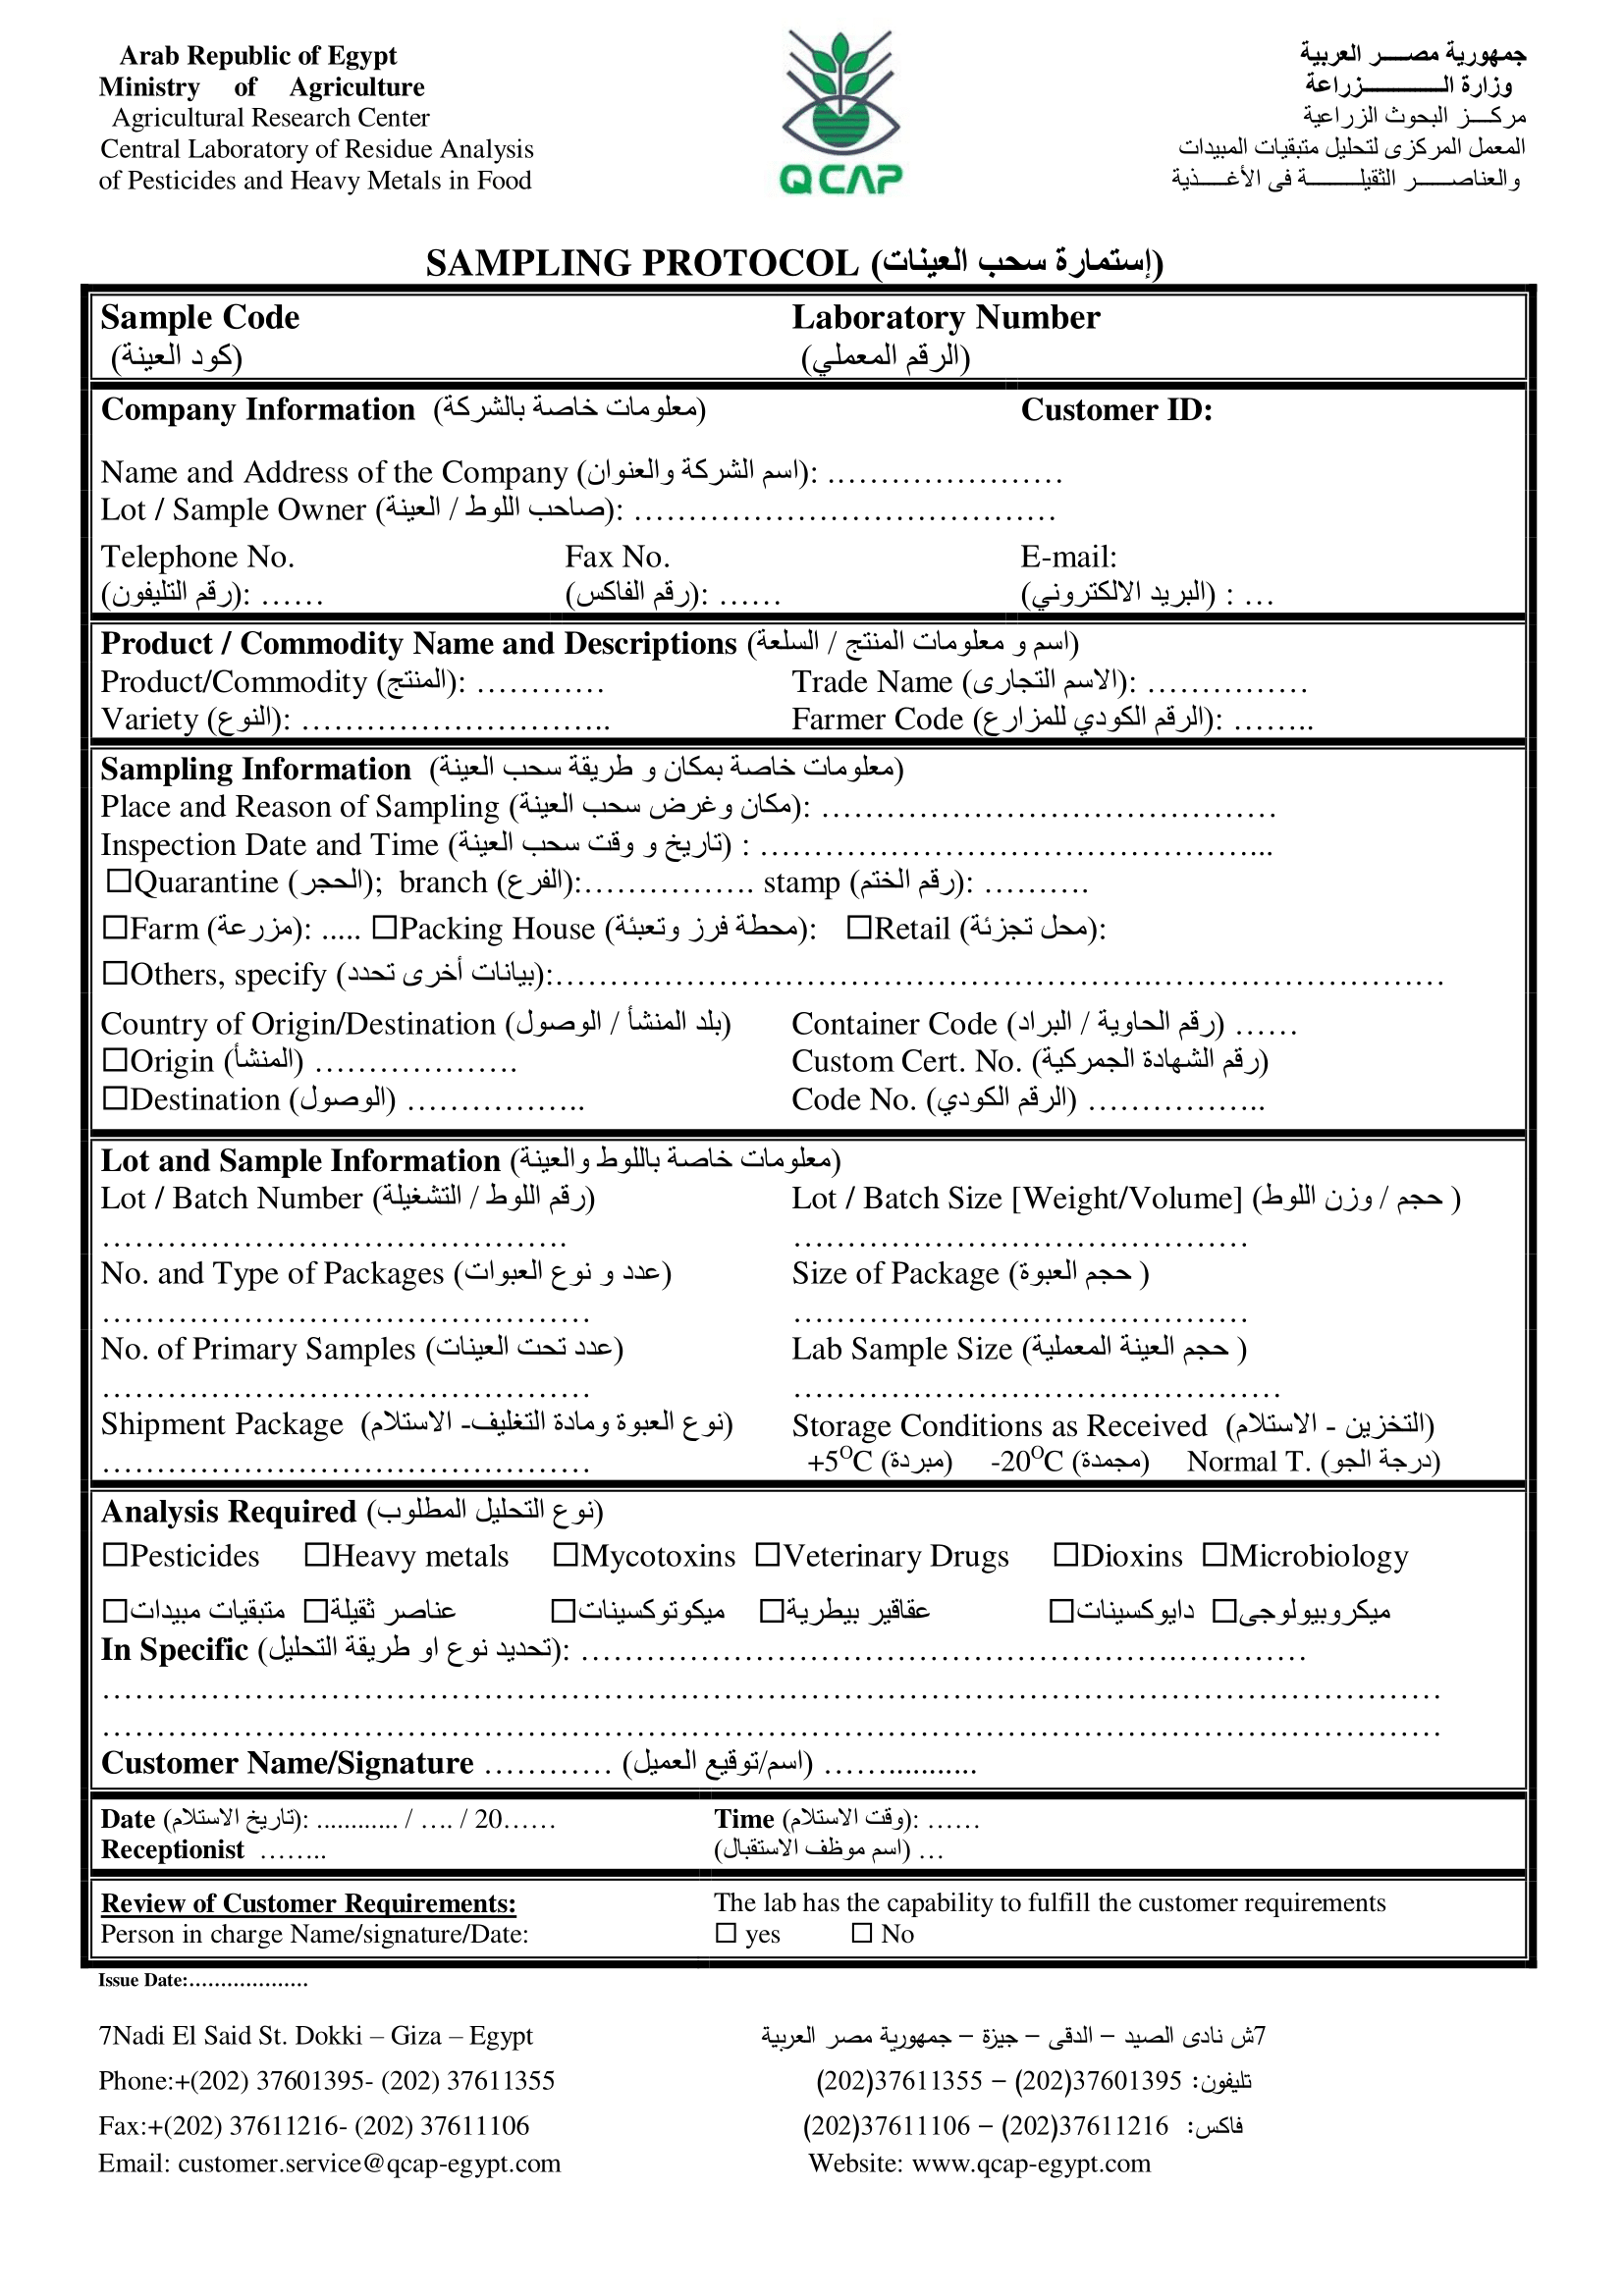 Arab Republic of Egypt
Ministry of Agriculture
Agricultural Research Center
Central Laboratory of Residue Analysis
of Pesticides and Heavy Metals in Food
QCAP
جمهورية مصر العربية
وزارة الزراعة
مركز البحوث الزراعية
المعمل المركزى لتحليل متبقيات المبيدات
والعناصر الثقيلة فى الأغذية
SAMPLING PROTOCOL (إستمارة سحب العينات)
Sample Code
(كود العينة)
Laboratory Number
(الرقم المعملي)
Company Information (معلومات خاصة بالشركة) Customer ID:
Name and Address of the Company (اسم الشركة والعنوان): ……………………
Lot / Sample Owner (صاحب اللوط / العينة): …………………………………
Telephone No. Fax No. E-mail:
(رقم التليفون): …… (رقم الفاكس): …… (البريد الالكتروني) : …
Product / Commodity Name and Descriptions (اسم و معلومات المنتج / السلعة)
Product/Commodity (المنتج): ………… Trade Name (الاسم التجارى): ……………
Variety (النوع): ……………………….. Farmer Code (الرقم الكودي للمزارع): ……..
Sampling Information (معلومات خاصة بمكان و طريقة سحب العينة)
Place and Reason of Sampling (مكان وغرض سحب العينة): ……………………………………
Inspection Date and Time (تاريخ و وقت سحب العينة) : ………………………………………...
☐Quarantine (الحجر); branch (الفرع):……………. stamp (رقم الختم): ……….
☐Farm (مزرعة): ..... ☐Packing House (محطة فرز وتعبئة): ☐Retail (محل تجزئة):
☐Others, specify (بيانات أخرى تحدد):……………………………………………….………………………
Country of Origin/Destination (بلد المنشأ / الوصول) Container Code (رقم الحاوية / البراد) ……
☐Origin (المنشأ) ………………. Custom Cert. No. (رقم الشهادة الجمركية)
☐Destination (الوصول) …………….. Code No. (الرقم الكودي) ……………..
Lot and Sample Information (معلومات خاصة باللوط والعينة)
Lot / Batch Number (رقم اللوط / التشغيلة) Lot / Batch Size [Weight/Volume] (حجم / وزن اللوط )
……………………………………. ……………………………………
No. and Type of Packages (عدد و نوع العبوات) Size of Package (حجم العبوة )
……………………………………… ……………………………………
No. of Primary Samples (عدد تحت العينات) Lab Sample Size (حجم العينة المعملية )
……………………………………… ………………………………………
Shipment Package (نوع العبوة ومادة التغليف- الاستلام) Storage Conditions as Received (التخزين - الاستلام)
……………………………………… +5ᴼC (مبردة) -20ᴼC (مجمدة) Normal T. (درجة الجو)
Analysis Required (نوع التحليل المطلوب)
☐Pesticides ☐Heavy metals ☐Mycotoxins ☐Veterinary Drugs ☐Dioxins ☐Microbiology
☐متبقيات مبيدات ☐عناصر ثقيلة ☐ميكوتوكسينات ☐عقاقير بيطرية ☐دايوكسينات ☐ميكروبيولوجى
In Specific (تحديد نوع او طريقة التحليل): ……………………………………………….…………
……………………………………………………………………………………………………………
……………………………………………………………………………………………………………
Customer Name/Signature ………… (اسم/توقيع العميل) ……...........
Date (تاريخ الاستلام): ............ / …. / 20…… Time (وقت الاستلام): ……
Receptionist …….. (اسم موظف الاستقبال) …
Review of Customer Requirements: The lab has the capability to fulfill the customer requirements
Person in charge Name/signature/Date: ☐ yes ☐ No
Issue Date:………………
7Nadi El Said St. Dokki – Giza – Egypt 7ش نادى الصيد – الدقى – جيزة – جمهورية مصر العربية
Phone:+(202) 37601395- (202) 37611355 تليفون: 37601395(202) – 37611355(202)
Fax:+(202) 37611216- (202) 37611106 فاكس: 37611216(202) – 37611106(202)
Email: customer.service@qcap-egypt.com Website: www.qcap-egypt.com